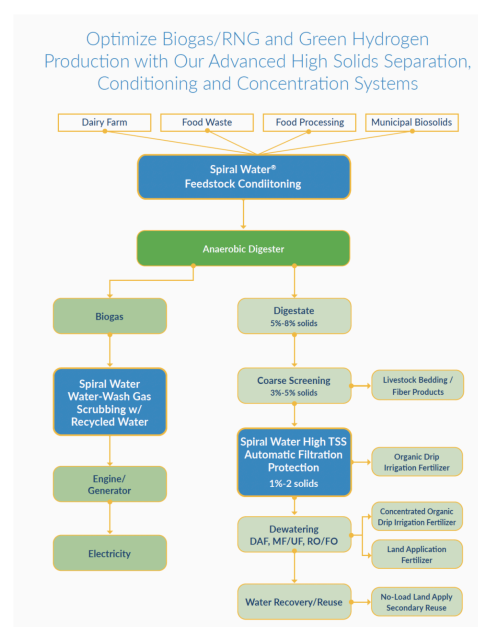 Optimize Biogas/RNG and Green Hydrogen
Production with Our Advanced High Solids Separation,
Conditioning and Concentration Systems
Dairy Farm
Food Waste
Food Processing
Municipal Biosolids
Spiral Water®
Feedstock Condiltoning
Anaerobic Digester
Biogas
Digestate
5%-8% solids
Spiral Water
Water-Wash Gas
Scrubbing w/
Recycled Water
Coarse Screening
3%-5% solids
Livestock Bedding /
Fiber Products
Spiral Water High TSS
Automatic Filtration
Protection
1%-2 solids
Organic Drip
Irrigation Fertilizer
Engine/
Generator
Dewatering
DAF, MF/UF, RO/FO
Concentrated Organic
Drip Irrigation Fertilizer
Land Application
Fertilizer
Electricity
Water Recovery/Reuse
No-Load Land Apply
Secondary Reuse